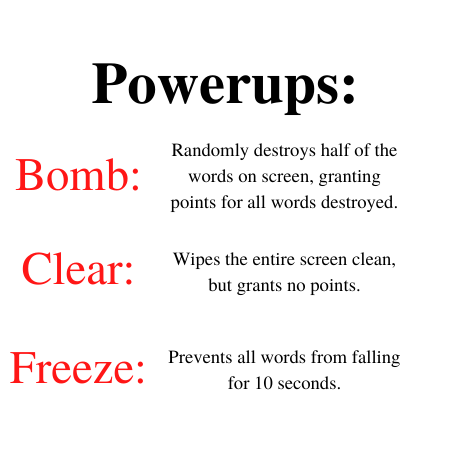 Powerups:
Bomb:
Randomly destroys half of the
words on screen, granting
points for all words destroyed.
Clear:
Wipes the entire screen clean,
but grants no points.
Freeze:
Prevents all words from falling
for 10 seconds.